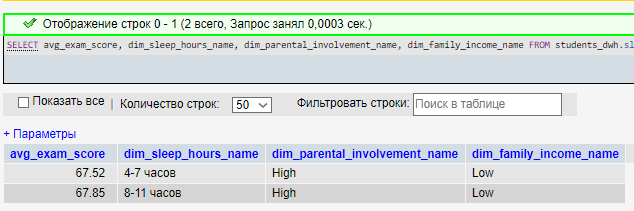 Отображение строк 0 - 1 (2 всего, Запрос занял 0,0003 сек.)
SELECT avg_exam_score, dim_sleep_hours_name, dim_parental_involvement_name, dim_family_income_name FROM students_dwh.sl
Показать все | Количество строк: 50 Фильтровать строки: Поиск в таблице
+ Параметры
avg_exam_score dim_sleep_hours_name dim_parental_involvement_name dim_family_income_name
67.52 4-7 часов High Low
67.85 8-11 часов High Low